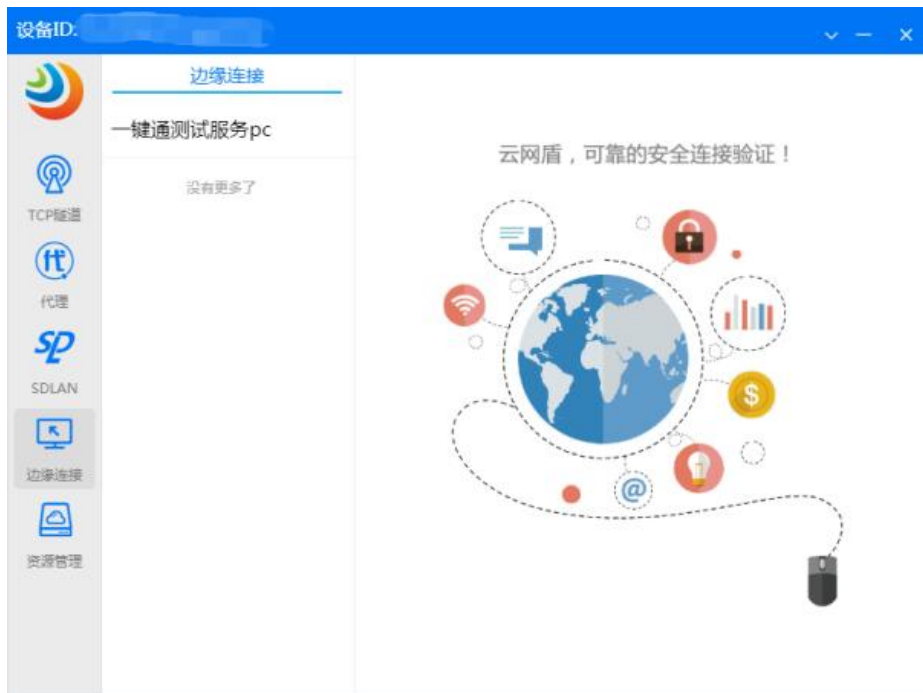 设备ID:
边缘连接
一键通测试服务pc
没有更多了
TCP隧道
代
代理
SDLAN
边缘连接
资源管理
云网盾，可靠的安全连接验证！
$
@